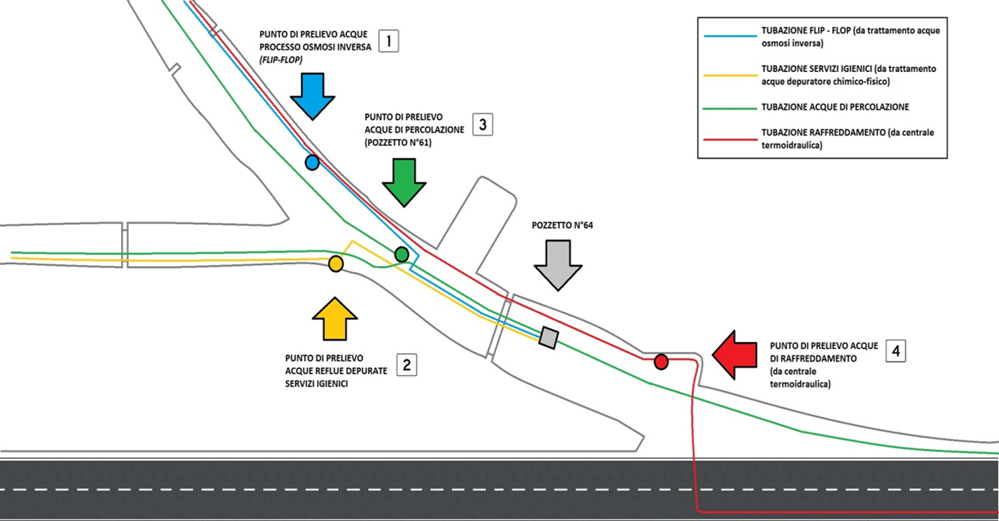 PUNTO DI PRELIEVO ACQUE
PROCESSO OSMOSI INVERSA
(FLIP-FLOP)
1
PUNTO DI PRELIEVO
ACQUE DI PERCOLAZIONE
(POZZETTO N°61)
3
POZZETTO N°64
PUNTO DI PRELIEVO
ACQUE REFLUE DEPURATE
SERVIZI IGIENICI
2
PUNTO DI PRELIEVO ACQUE
DI RAFFREDDAMENTO
(da centrale
termoidraulica)
4
TUBAZIONE FLIP - FLOP (da trattamento acque
osmosi inversa)
TUBAZIONE SERVIZI IGIENICI (da trattamento
acque depuratore chimico-fisico)
TUBAZIONE ACQUE DI PERCOLAZIONE
TUBAZIONE RAFFREDDAMENTO (da centrale
termoidraulica)